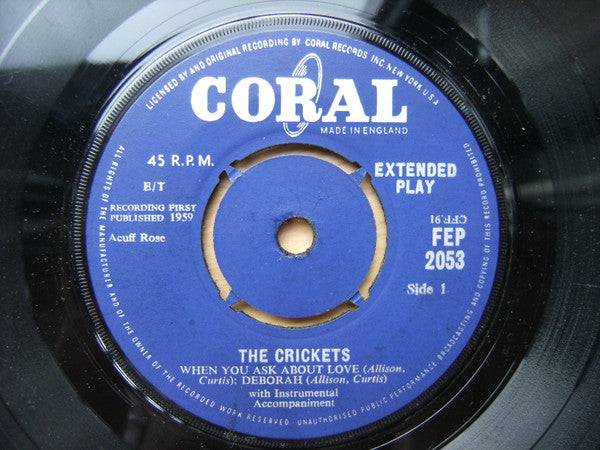 LICENSED BY AND ORIGINAL RECORDING BY CORAL RECORDS INC. NEW YORK U.S.A.
CORAL
MADE IN ENGLAND
45 R.P.M.
EXTENDED
PLAY
E/T
RECORDING FIRST
PUBLISHED 1959
Acuff Rose
CFE.91
FEP
2053
Side 1
THE CRICKETS
WHEN YOU ASK ABOUT LOVE (Allison,
Curtis); DEBORAH (Allison, Curtis)
with Instrumental
Accompaniment
ALL RIGHTS OF THE MANUFACTURER AND OF THE OWNER OF THE RECORDED WORK RESERVED · UNAUTHORISED PUBLIC PERFORMANCE, BROADCASTING AND COPYING OF THIS RECORD PROHIBITED